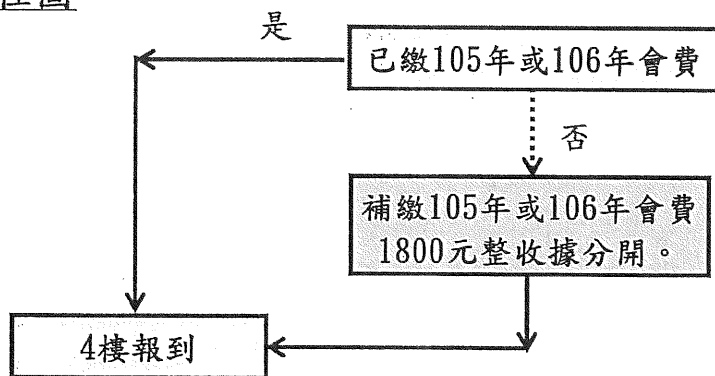 是
已繳105年或106年會費
否
補繳105年或106年會費
1800元整收據分開。
4樓報到